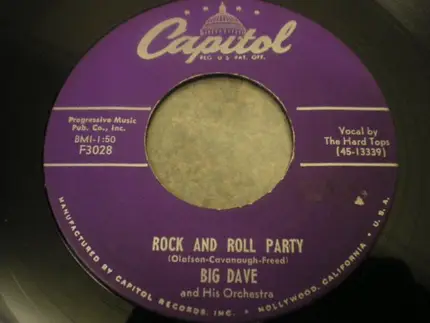 Capitol
REG. U.S. PAT. OFF.
Progressive Music
Pub. Co., Inc.
BMI-1:50
F3028
Vocal by
The Hard Tops
(45-13339)
ROCK AND ROLL PARTY
(Olafsen-Cavanaugh-Freed)
BIG DAVE
and His Orchestra
MANUFACTURED BY CAPITOL RECORDS, INC. • HOLLYWOOD, CALIFORNIA • U.S.A.